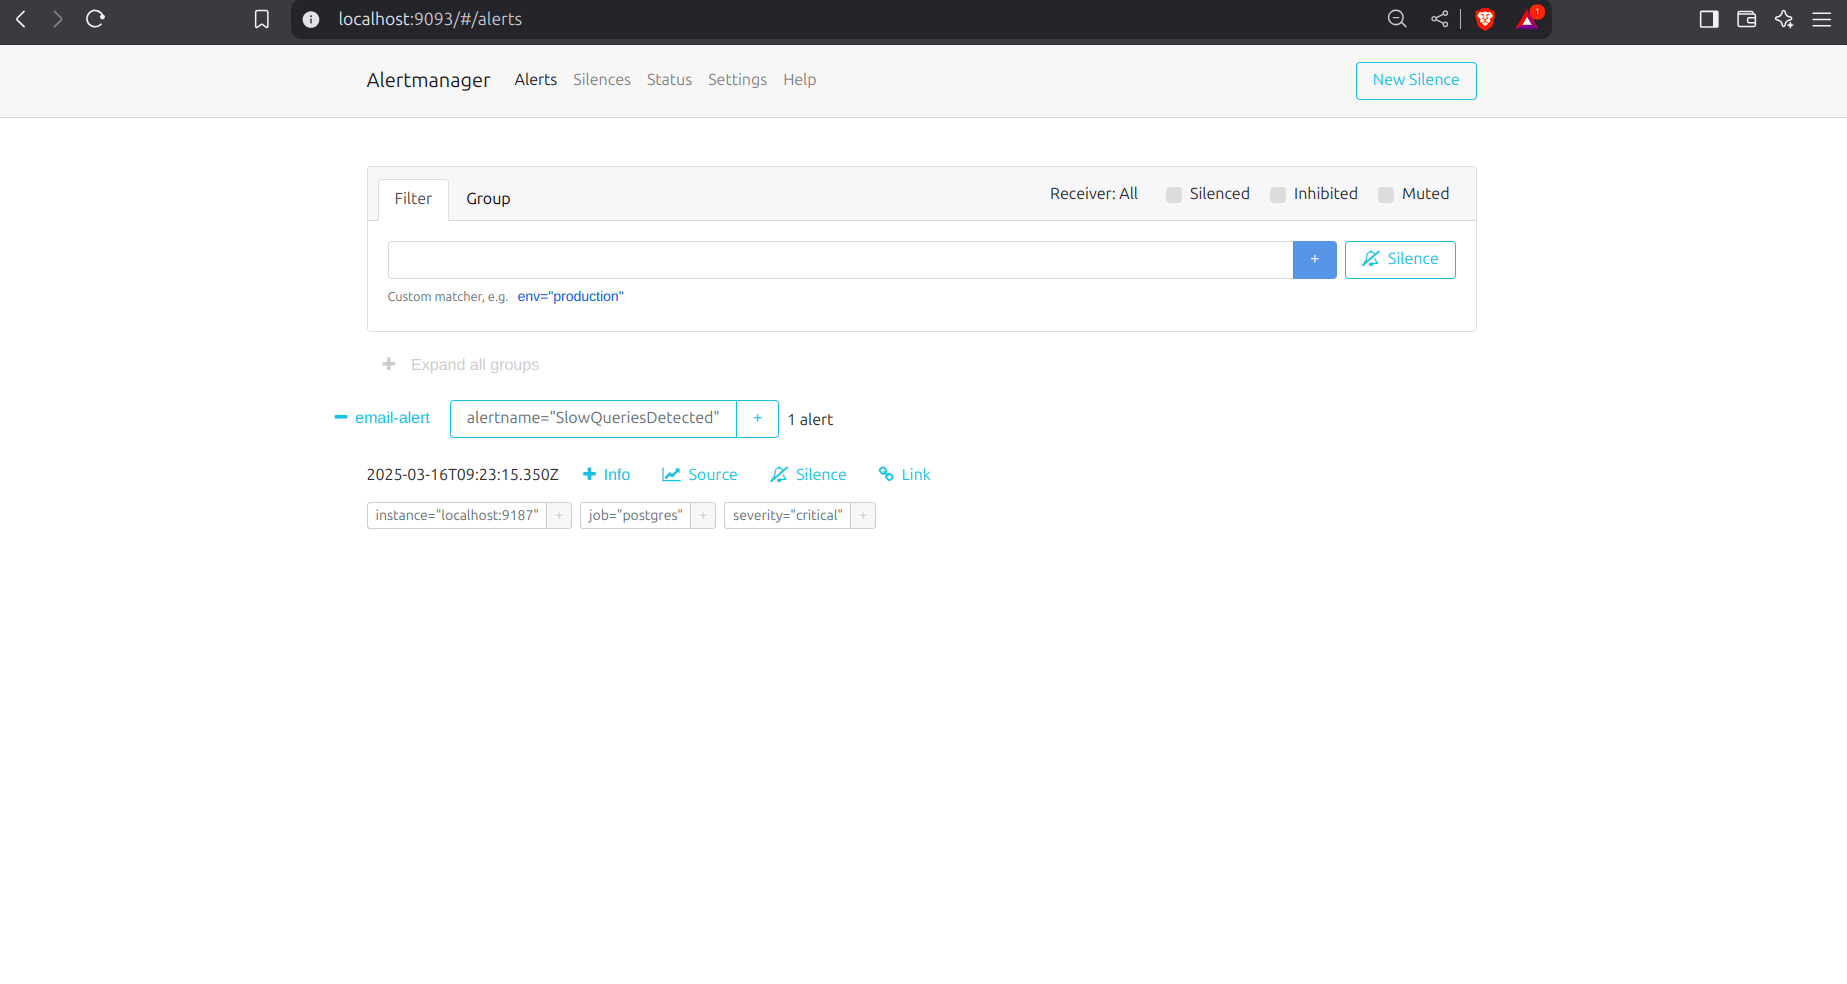 localhost:9093/#/alerts
1
Alertmanager Alerts Silences Status Settings Help New Silence
Filter Group Receiver: All Silenced Inhibited Muted
+ Silence
Custom matcher, e.g. env="production"
+ Expand all groups
− email-alert alertname="SlowQueriesDetected" + 1 alert
2025-03-16T09:23:15.350Z + Info Source Silence Link
instance="localhost:9187" + job="postgres" + severity="critical" +